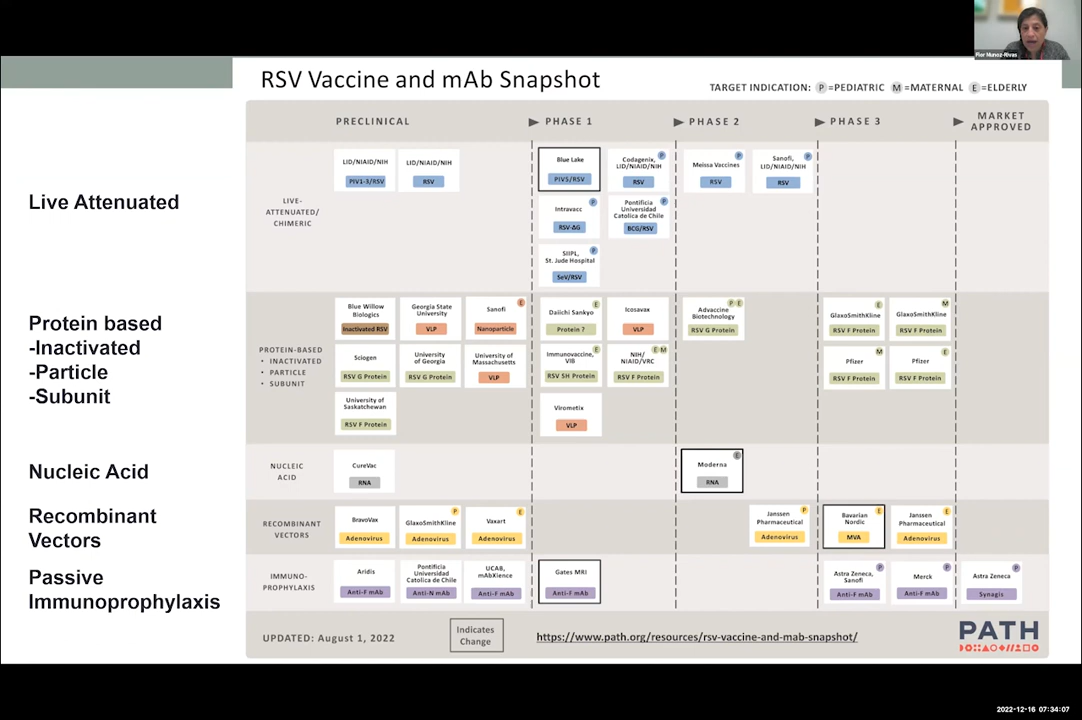 Flor Munoz-Rivas
RSV Vaccine and mAb Snapshot
TARGET INDICATION: P =PEDIATRIC M =MATERNAL E =ELDERLY
PRECLINICAL
PHASE 1
PHASE 2
PHASE 3
MARKET
APPROVED
Live Attenuated
LIVE-
ATTENUATED/
CHIMERIC
LID/NIAID/NIH
PIV1-3/RSV
LID/NIAID/NIH
RSV
Blue Lake
PIV5/RSV
Codagenix, P
LID/NIAID/NIH
RSV
Meissa Vaccines P
RSV
Sanofi, P
LID/NIAID/NIH
RSV
Intravacc P
RSV-ΔG
Pontificia P
Universidad
Catolica de Chile
BCG/RSV
SIIPL, P
St. Jude Hospital
SeV/RSV
Protein based
-Inactivated
-Particle
-Subunit
PROTEIN-BASED
• INACTIVATED
• PARTICLE
• SUBUNIT
Blue Willow
Biologics
Inactivated RSV
Georgia State
University
VLP
Sanofi E
Nanoparticle
Daiichi Sankyo E
Protein ?
Icosavax
VLP
Advaccine P E
Biotechnology
RSV G Protein
GlaxoSmithKline E
RSV F Protein
GlaxoSmithKline M
RSV F Protein
Sciogen
RSV G Protein
University
of Georgia
RSV G Protein
University of
Massachusetts
VLP
Immunovaccine, E
VIB
RSV SH Protein
NIH/ E M
NIAID/VRC
RSV F Protein
Pfizer M
RSV F Protein
Pfizer E
RSV F Protein
University of
Saskatchewan
RSV F Protein
Virometix
VLP
Nucleic Acid
NUCLEIC
ACID
CureVac
RNA
Moderna E
RNA
Recombinant
Vectors
RECOMBINANT
VECTORS
BravoVax
Adenovirus
GlaxoSmithKline P
Adenovirus
Vaxart E
Adenovirus
Janssen P
Pharmaceutical
Adenovirus
Bavarian E
Nordic
MVA
Janssen E
Pharmaceutical
Adenovirus
Passive
Immunoprophylaxis
IMMUNO-
PROPHYLAXIS
Aridis
Anti-F mAb
Pontificia
Universidad
Catolica de Chile
Anti-N mAb
UCAB,
mAbXience
Anti-F mAb
Gates MRI
Anti-F mAb
Astra Zeneca, P
Sanofi
Anti-F mAb
Merck P
Anti-F mAb
Astra Zeneca P
Synagis
UPDATED: August 1, 2022
Indicates
Change
https://www.path.org/resources/rsv-vaccine-and-mab-snapshot/
PATH
2022-12-16 07:34:07